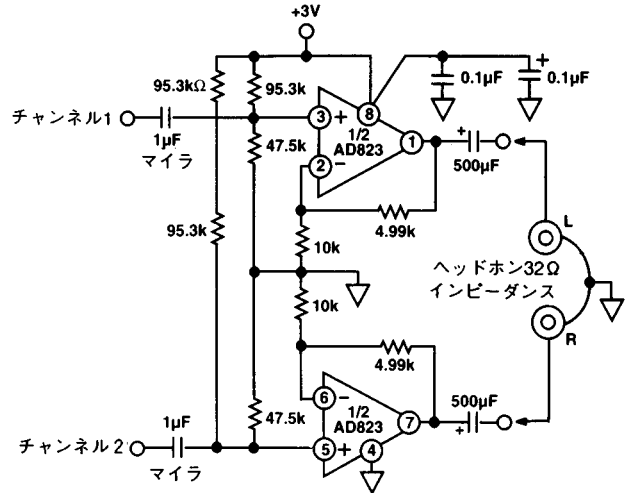 +3V
95.3kΩ
95.3k
8
0.1µF
+
0.1µF
チャンネル1
1µF
マイラ
3
+
1/2
AD823
1
+
500µF
47.5k
2
−
95.3k
4.99k
L
10k
ヘッドホン32Ω
インピーダンス
10k
R
4.99k
6
−
1/2
AD823
7
500µF
+
1µF
47.5k
チャンネル2
マイラ
5
+
4